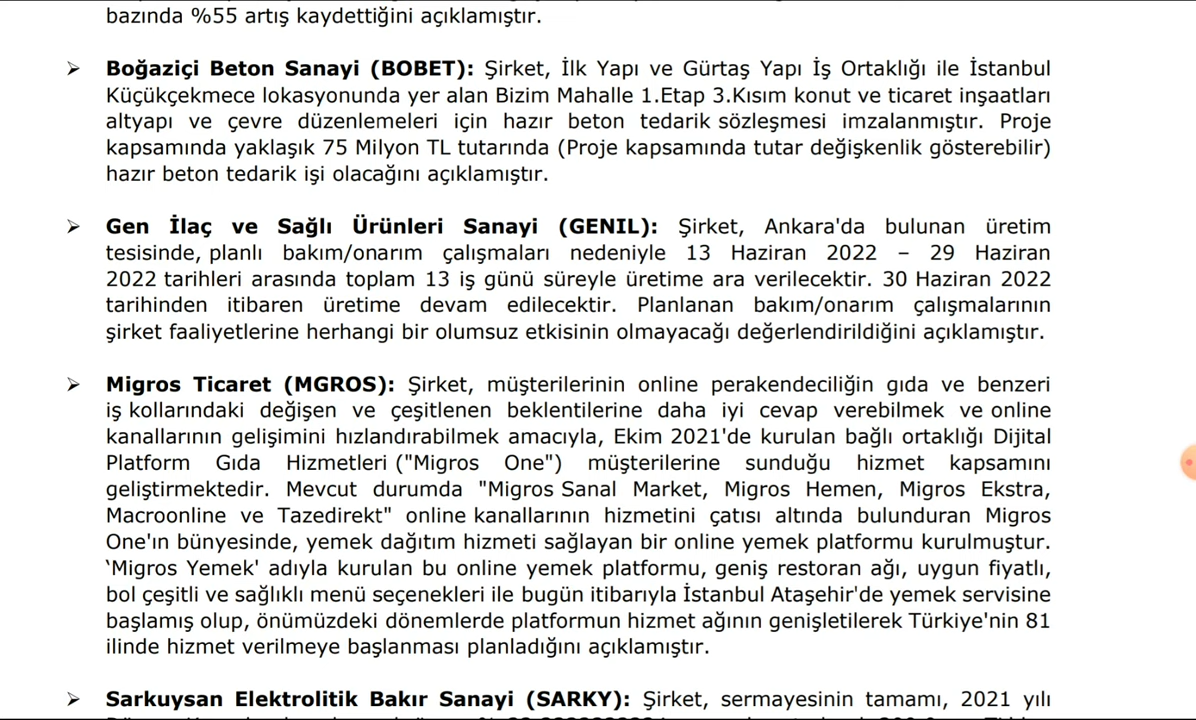 bazında %55 artış kaydettiğini açıklamıştır.
➢ Boğaziçi Beton Sanayi (BOBET): Şirket, İlk Yapı ve Gürtaş Yapı İş Ortaklığı ile İstanbul
Küçükçekmece lokasyonunda yer alan Bizim Mahalle 1.Etap 3.Kısım konut ve ticaret inşaatları
altyapı ve çevre düzenlemeleri için hazır beton tedarik sözleşmesi imzalanmıştır. Proje
kapsamında yaklaşık 75 Milyon TL tutarında (Proje kapsamında tutar değişkenlik gösterebilir)
hazır beton tedarik işi olacağını açıklamıştır.
➢ Gen İlaç ve Sağlı Ürünleri Sanayi (GENIL): Şirket, Ankara'da bulunan üretim
tesisinde, planlı bakım/onarım çalışmaları nedeniyle 13 Haziran 2022 – 29 Haziran
2022 tarihleri arasında toplam 13 iş günü süreyle üretime ara verilecektir. 30 Haziran 2022
tarihinden itibaren üretime devam edilecektir. Planlanan bakım/onarım çalışmalarının
şirket faaliyetlerine herhangi bir olumsuz etkisinin olmayacağı değerlendirildiğini açıklamıştır.
➢ Migros Ticaret (MGROS): Şirket, müşterilerinin online perakendeciliğin gıda ve benzeri
iş kollarındaki değişen ve çeşitlenen beklentilerine daha iyi cevap verebilmek ve online
kanallarının gelişimini hızlandırabilmek amacıyla, Ekim 2021'de kurulan bağlı ortaklığı Dijital
Platform Gıda Hizmetleri ("Migros One") müşterilerine sunduğu hizmet kapsamını
geliştirmektedir. Mevcut durumda "Migros Sanal Market, Migros Hemen, Migros Ekstra,
Macroonline ve Tazedirekt" online kanallarının hizmetini çatısı altında bulunduran Migros
One'ın bünyesinde, yemek dağıtım hizmeti sağlayan bir online yemek platformu kurulmuştur.
‘Migros Yemek' adıyla kurulan bu online yemek platformu, geniş restoran ağı, uygun fiyatlı,
bol çeşitli ve sağlıklı menü seçenekleri ile bugün itibarıyla İstanbul Ataşehir'de yemek servisine
başlamış olup, önümüzdeki dönemlerde platformun hizmet ağının genişletilerek Türkiye'nin 81
ilinde hizmet verilmeye başlanması planladığını açıklamıştır.
➢ Sarkuysan Elektrolitik Bakır Sanayi (SARKY): Şirket, sermayesinin tamamı, 2021 yılı